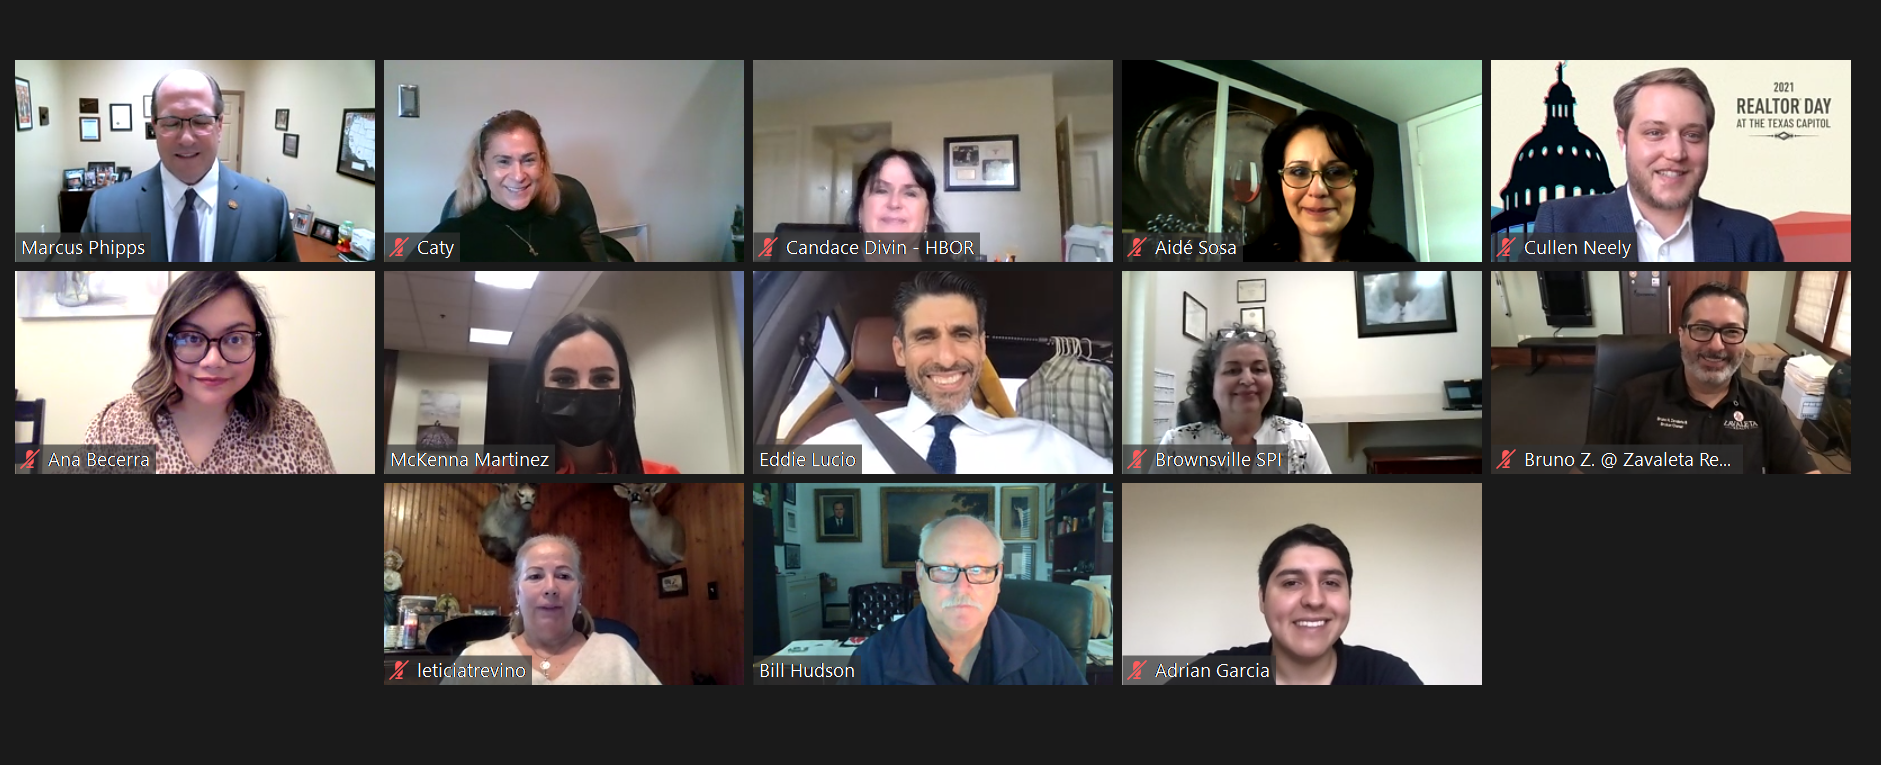 2021
REALTOR DAY
AT THE TEXAS CAPITOL
Marcus Phipps
Caty
Candace Divin - HBOR
Aidé Sosa
Cullen Neely
ZAVALETA
Ana Becerra
McKenna Martinez
Eddie Lucio
Brownsville SPI
Bruno Z. @ Zavaleta Re...
leticiatrevino
Bill Hudson
Adrian Garcia